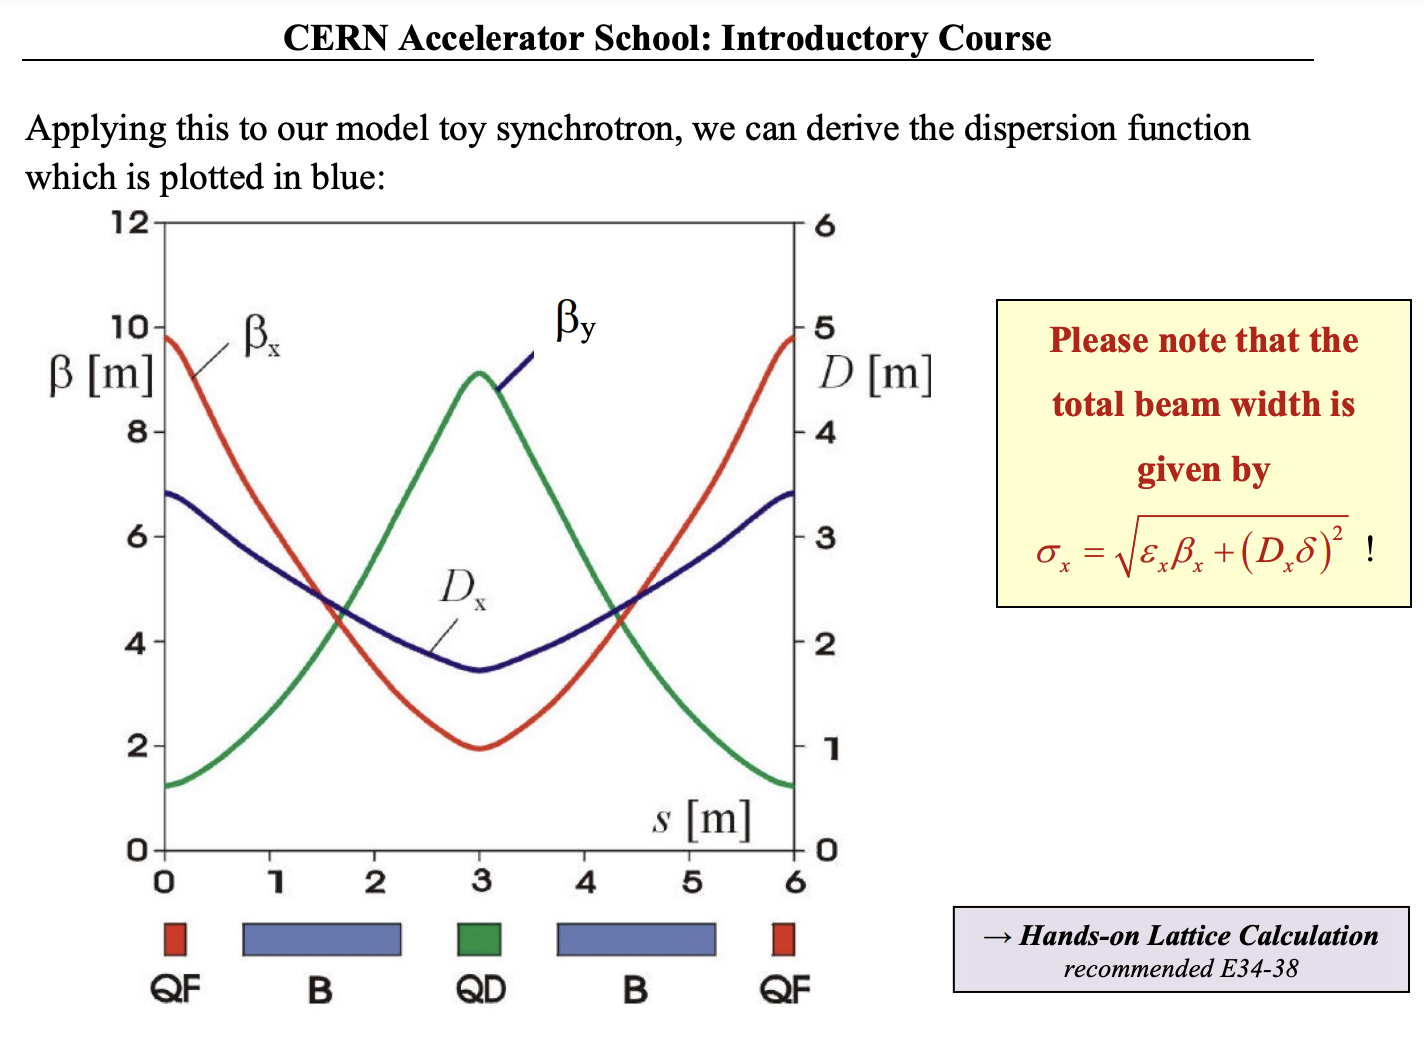 CERN Accelerator School: Introductory Course
Applying this to our model toy synchrotron, we can derive the dispersion function
which is plotted in blue:
12
10
β [m]
8
6
4
2
0
βx
βy
Dx
6
5
D [m]
4
3
2
1
0
s [m]
0 1 2 3 4 5 6
QF B QD B QF
Please note that the
total beam width is
given by
σx = √(εxβx + (Dxδ)²) !
→ Hands-on Lattice Calculation
recommended E34-38